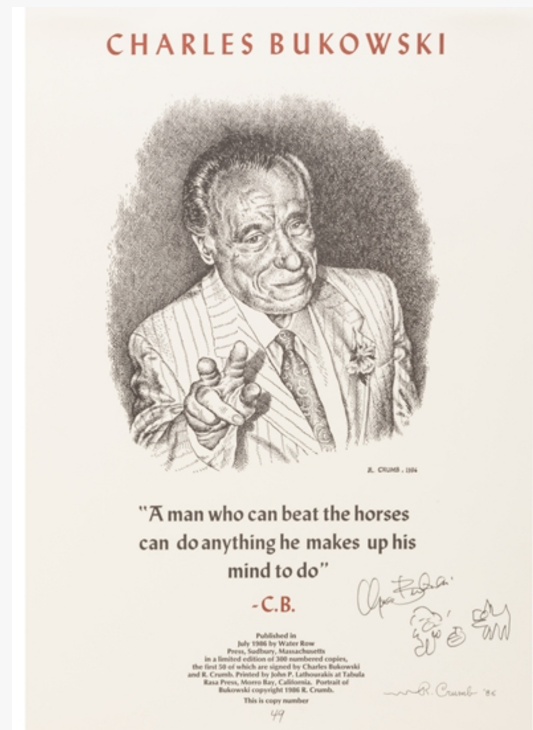 CHARLES BUKOWSKI
R. CRUMB . 1986
“A man who can beat the horses
can do anything he makes up his
mind to do”
-C.B.
Published in
July 1986 by Water Row
Press, Sudbury, Massachusetts
in a limited edition of 300 numbered copies,
the first 50 of which are signed by Charles Bukowski
and R. Crumb. Printed by John P. Lathourakis at Tabula
Rasa Press, Morro Bay, California. Portrait of
Bukowski copyright 1986 R. Crumb.
This is copy number
49
R. Crumb '86